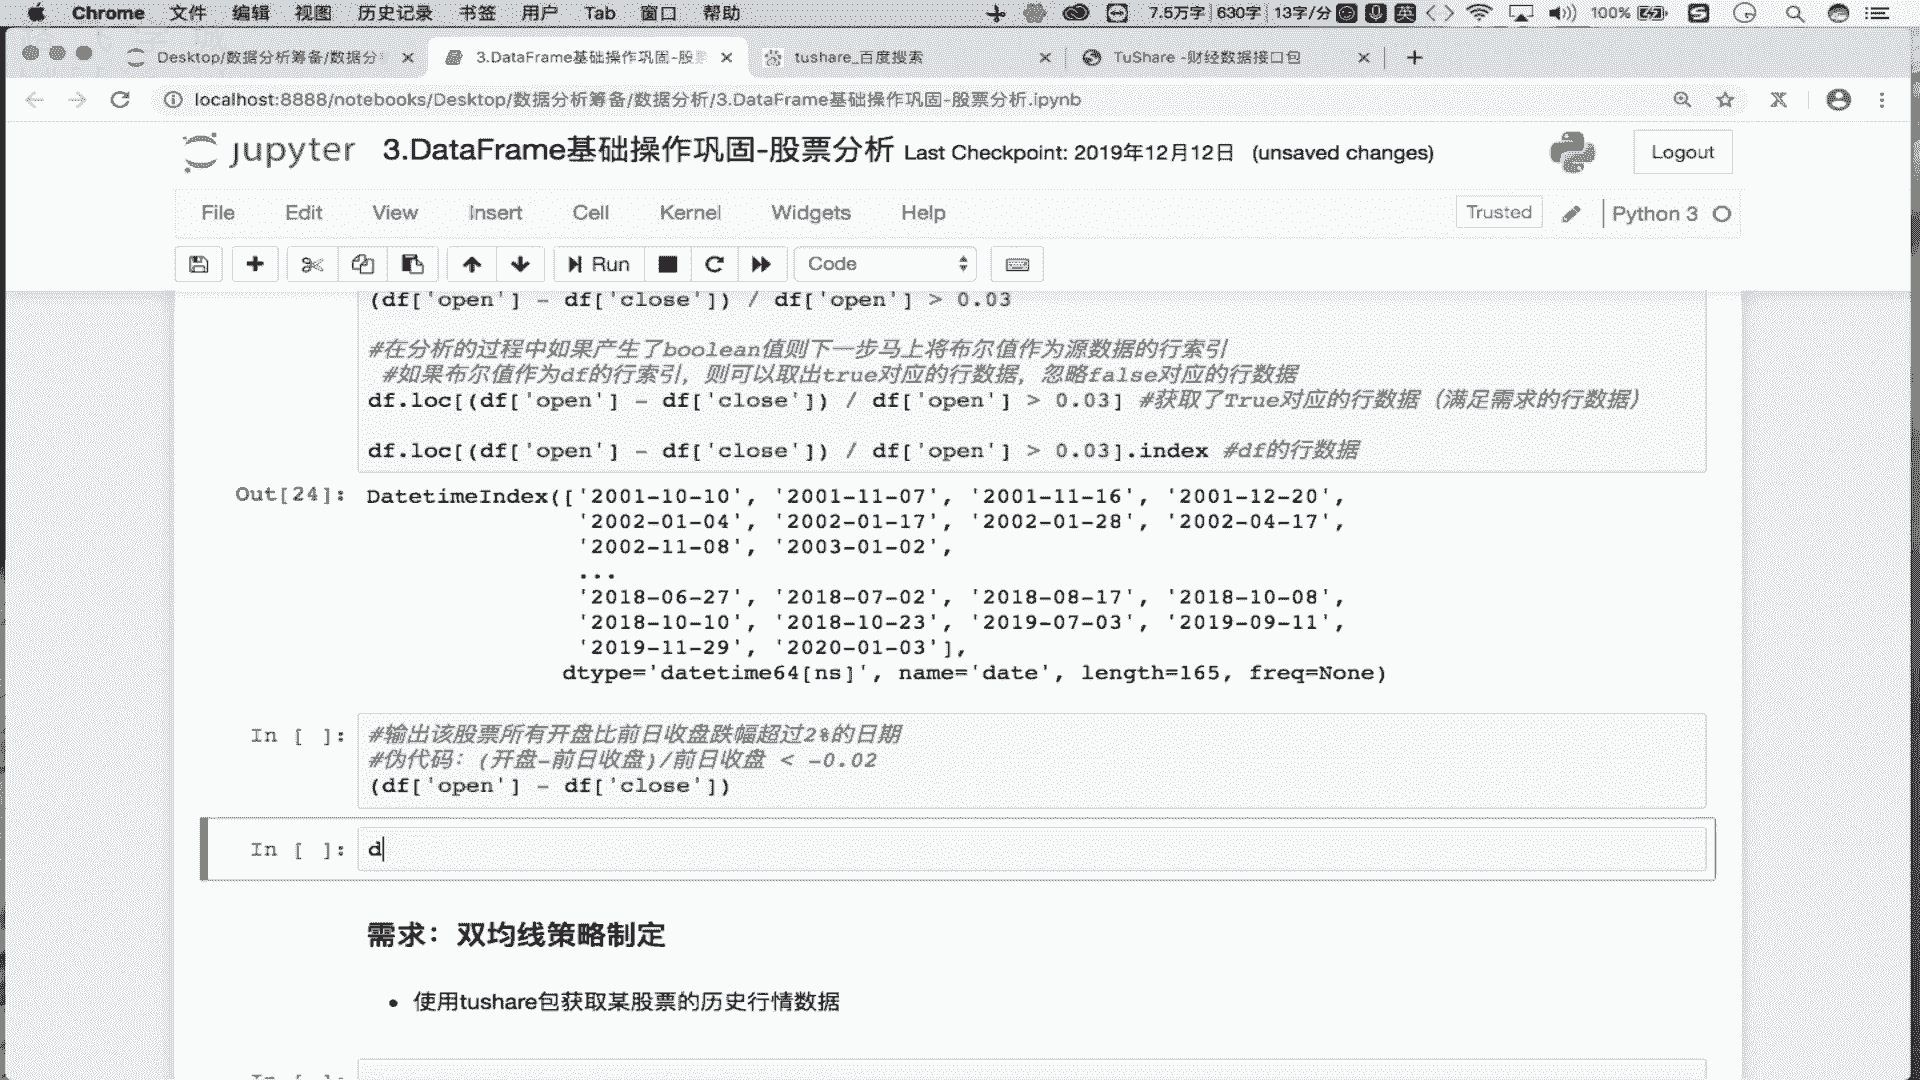 Chrome 文件 编辑 视图 历史记录 书签 用户 Tab 窗口 帮助 7.5万字 630字 13字/分 英 100%
Desktop/数据分析筹备/数据分
3.DataFrame基础操作巩固-股
tushare_百度搜索
TuShare -财经数据接口包
localhost:8888/notebooks/Desktop/数据分析筹备/数据分析/3.DataFrame基础操作巩固-股票分析.ipynb
jupyter 3.DataFrame基础操作巩固-股票分析 Last Checkpoint: 2019年12月12日 (unsaved changes) Logout
File Edit View Insert Cell Kernel Widgets Help Trusted Python 3
Run Code
(df['open'] - df['close']) / df['open'] > 0.03
#在分析的过程中如果产生了boolean值则下一步马上将布尔值作为源数据的行索引
#如果布尔值作为df的行索引，则可以取出true对应的行数据，忽略false对应的行数据
df.loc[(df['open'] - df['close']) / df['open'] > 0.03] #获取了True对应的行数据（满足需求的行数据）
df.loc[(df['open'] - df['close']) / df['open'] > 0.03].index #df的行数据
Out[24]: DatetimeIndex(['2001-10-10', '2001-11-07', '2001-11-16', '2001-12-20',
'2002-01-04', '2002-01-17', '2002-01-28', '2002-04-17',
'2002-11-08', '2003-01-02',
...
'2018-06-27', '2018-07-02', '2018-08-17', '2018-10-08',
'2018-10-10', '2018-10-23', '2019-07-03', '2019-09-11',
'2019-11-29', '2020-01-03'],
dtype='datetime64[ns]', name='date', length=165, freq=None)
In [ ]: #输出该股票所有开盘比前日收盘跌幅超过2%的日期
#伪代码：(开盘-前日收盘)/前日收盘 < -0.02
(df['open'] - df['close'])
In [ ]: d
需求：双均线策略制定
• 使用tushare包获取某股票的历史行情数据